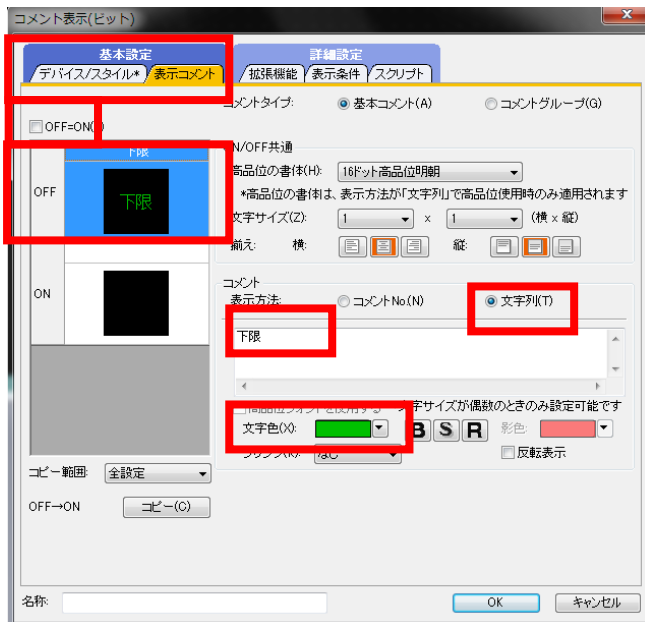 コメント表示(ビット)
基本設定
詳細設定
デバイス/スタイル*
表示コメント
拡張機能
表示条件
スクリプト
コメントタイプ:
基本コメント(A)
コメントグループ(G)
OFF=ON(
N/OFF共通
下限
OFF
下限
高品位の書体(H):
16ドット高品位明朝
*高品位の書体は、表示方法が「文字列」で高品位使用時のみ適用されます
文字サイズ(Z):
1
x
1
(横 x 縦)
揃え:
横:
縦:
ON
コメント
表示方法:
コメントNo.(N)
文字列(T)
下限
文字サイズが偶数のときのみ設定可能です
文字色(X):
B
S
R
影色:
なし
反転表示
コピー範囲:
全設定
OFF→ON
コピー(C)
名称:
OK
キャンセル